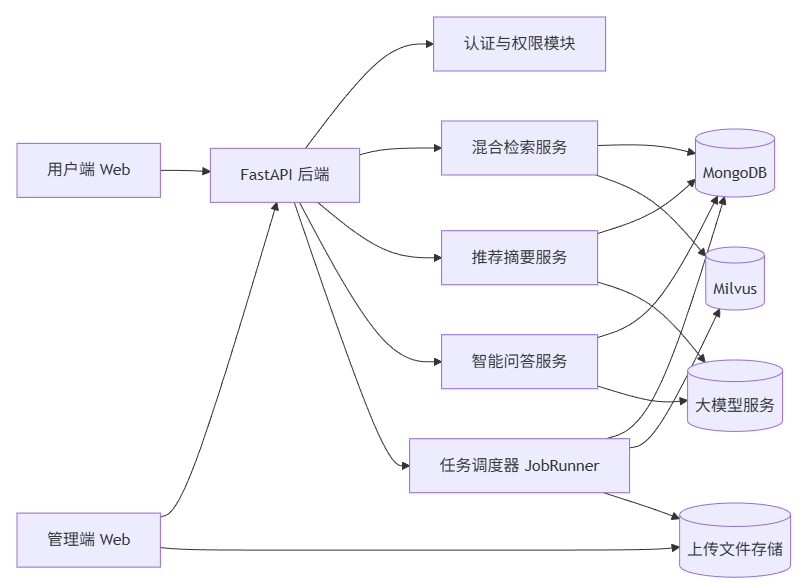 认证与权限模块
用户端 Web
FastAPI 后端
混合检索服务
MongoDB
推荐摘要服务
Milvus
智能问答服务
大模型服务
任务调度器 JobRunner
管理端 Web
上传文件存储